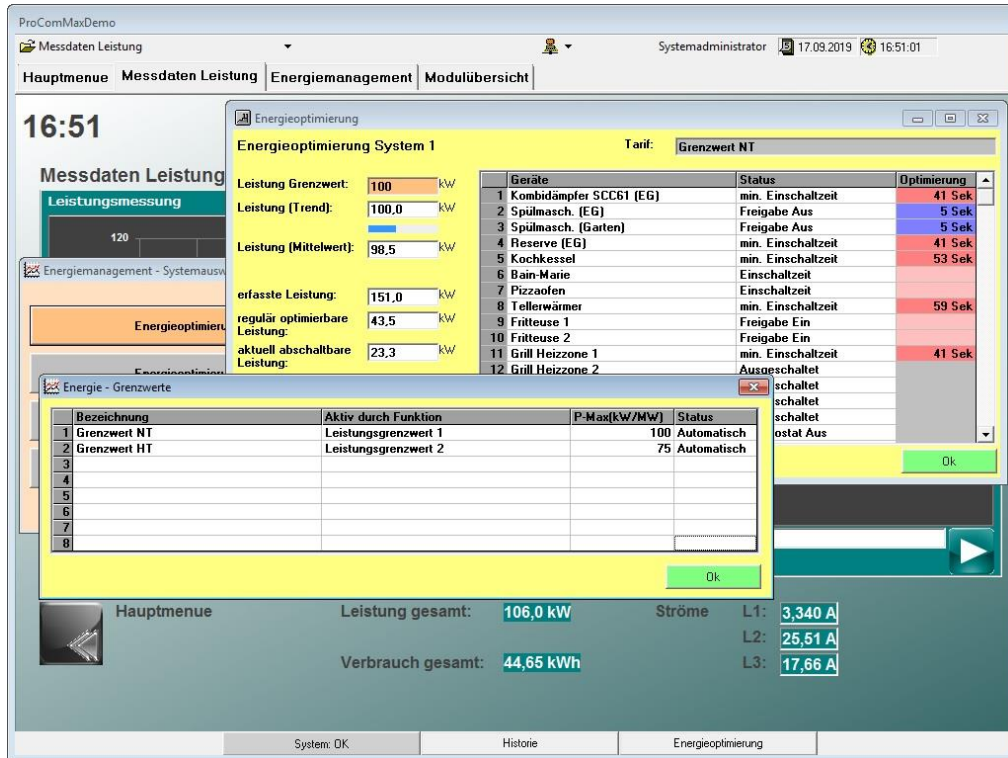 ProComMaxDemo
Messdaten Leistung
Systemadministrator 17.09.2019 16:51:01
Hauptmenue Messdaten Leistung Energiemanagement Modulübersicht
16:51
Messdaten Leistung
Leistungsmessung
120
Energieoptimierung
Energieoptimierung System 1
Tarif: Grenzwert NT
Leistung Grenzwert: 100 kW
Leistung (Trend): 100,0 kW
Leistung (Mittelwert): 98,5 kW
erfasste Leistung: 151,0 kW
regulär optimierbare Leistung: 43,5 kW
aktuell abschaltbare Leistung: 23,3 kW
Geräte Status Optimierung
1 Kombidämpfer SCC61 (EG) min. Einschaltzeit 41 Sek
2 Spülmasch. (EG) Freigabe Aus 5 Sek
3 Spülmasch. (Garten) Freigabe Aus 5 Sek
4 Reserve (EG) min. Einschaltzeit 41 Sek
5 Kochkessel min. Einschaltzeit 53 Sek
6 Bain-Marie Einschaltzeit
7 Pizzaofen Einschaltzeit
8 Tellerwärmer min. Einschaltzeit 59 Sek
9 Fritteuse 1 Freigabe Ein
10 Fritteuse 2 Freigabe Ein
11 Grill Heizzone 1 min. Einschaltzeit 41 Sek
12 Grill Heizzone 2 Ausgeschaltet
schaltet
schaltet
schaltet
ostat Aus
Ok
Energiemanagement - Systemausw
Energieoptimieru
Energie - Grenzwerte
Bezeichnung Aktiv durch Funktion P-Max(kW/MW) Status
1 Grenzwert NT Leistungsgrenzwert 1 100 Automatisch
2 Grenzwert HT Leistungsgrenzwert 2 75 Automatisch
3
4
5
6
7
8
Ok
Hauptmenue
Leistung gesamt: 106,0 kW
Verbrauch gesamt: 44,65 kWh
Ströme L1: 3,340 A
L2: 25,51 A
L3: 17,66 A
System: OK Historie Energieoptimierung